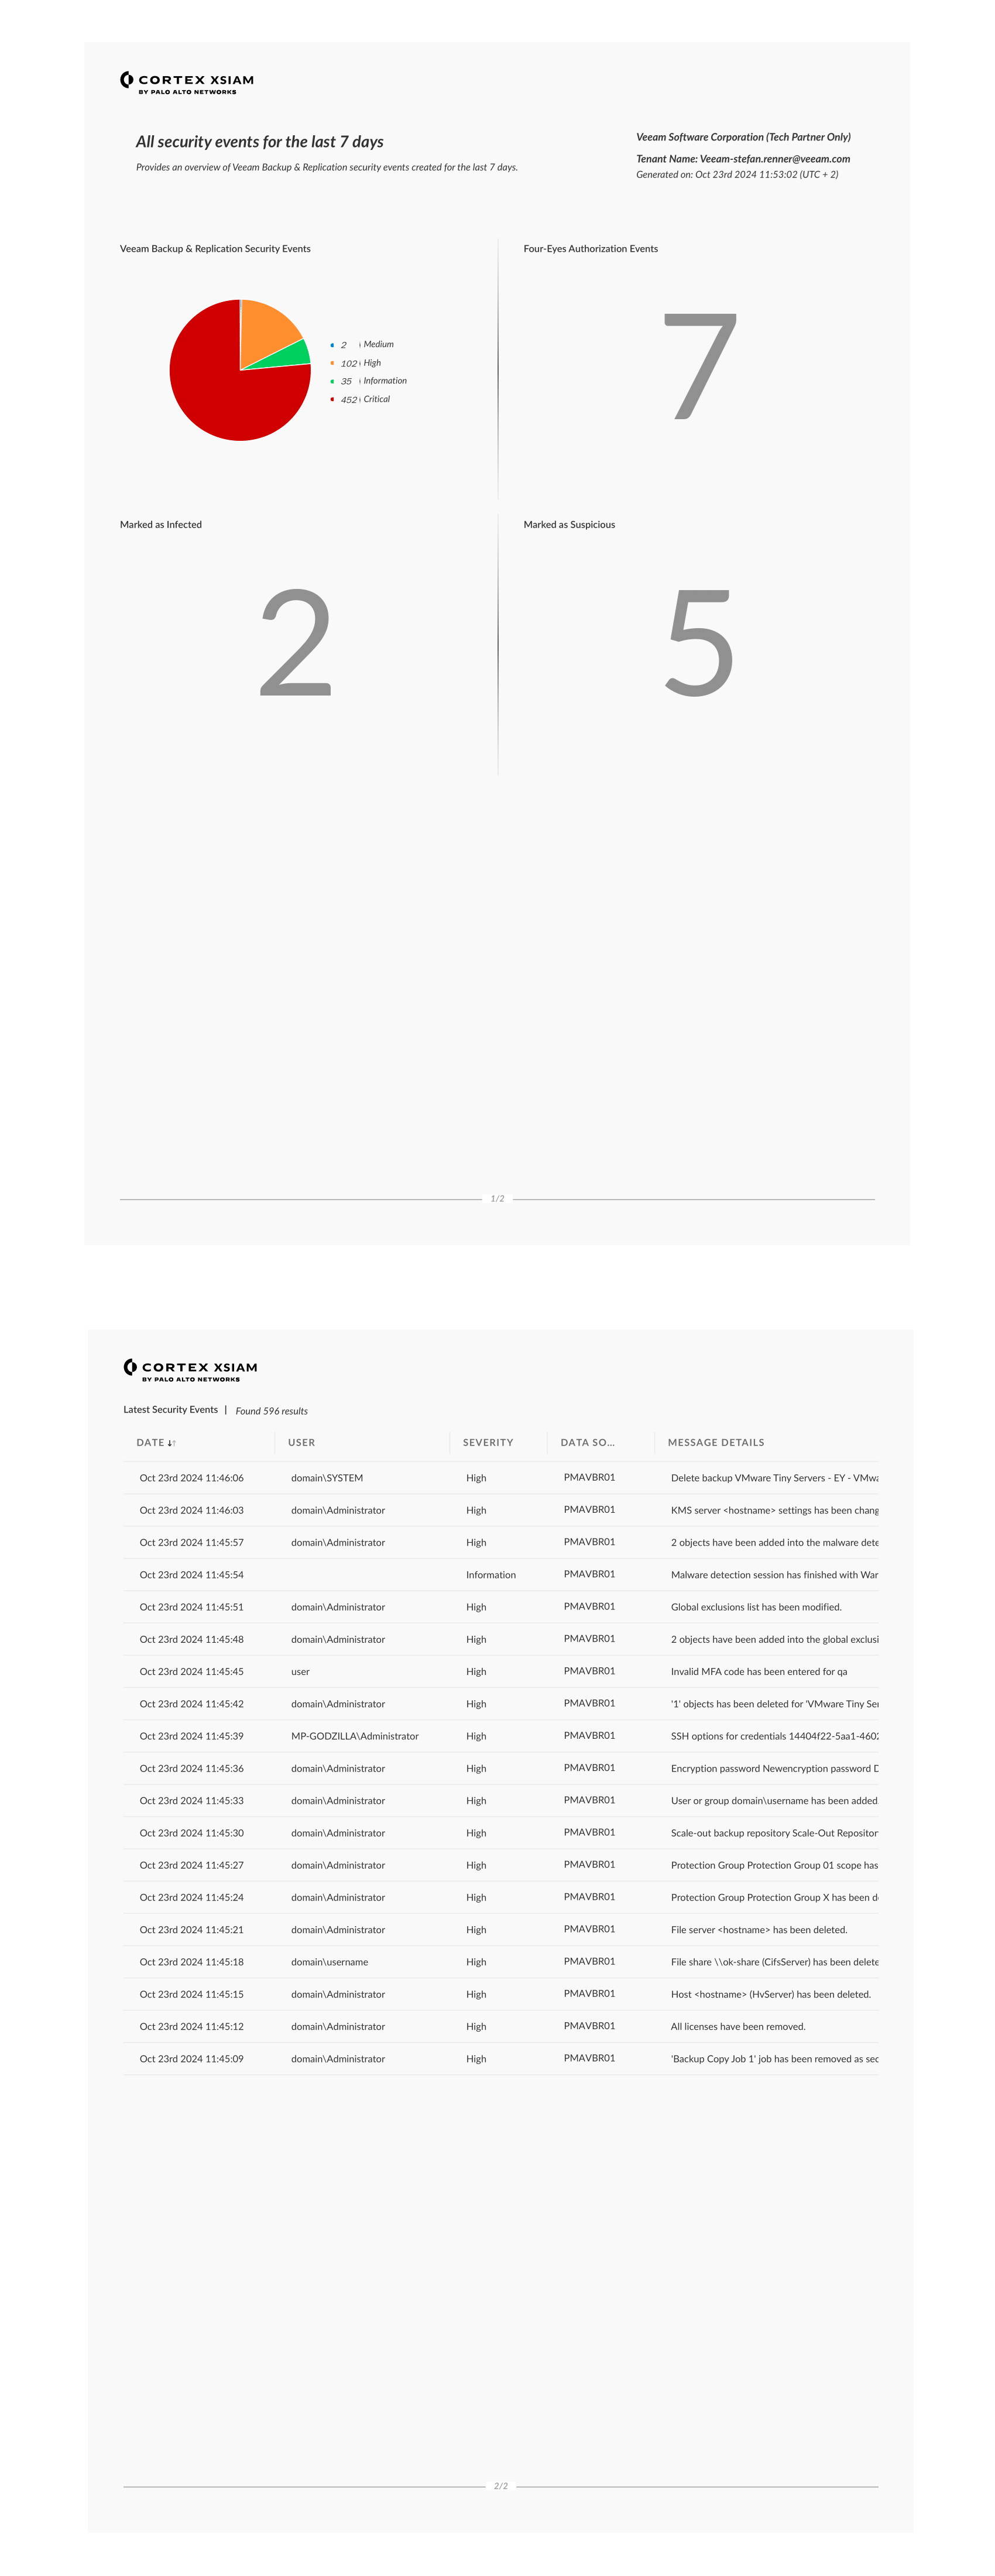 CORTEX XSIAM
BY PALO ALTO NETWORKS
All security events for the last 7 days
Provides an overview of Veeam Backup & Replication security events created for the last 7 days.
Veeam Software Corporation (Tech Partner Only)
Tenant Name: Veeam-stefan.renner@veeam.com
Generated on: Oct 23rd 2024 11:53:02 (UTC + 2)
Veeam Backup & Replication Security Events
2 | Medium
102 | High
35 | Information
452 | Critical
Four-Eyes Authorization Events
7
Marked as Infected
2
Marked as Suspicious
5
1/2
CORTEX XSIAM
BY PALO ALTO NETWORKS
Latest Security Events | Found 596 results
DATE USER SEVERITY DATA SO... MESSAGE DETAILS
Oct 23rd 2024 11:46:06 domain\SYSTEM High PMAVBR01 Delete backup VMware Tiny Servers - EY - VMwa
Oct 23rd 2024 11:46:03 domain\Administrator High PMAVBR01 KMS server <hostname> settings has been chang
Oct 23rd 2024 11:45:57 domain\Administrator High PMAVBR01 2 objects have been added into the malware dete
Oct 23rd 2024 11:45:54 Information PMAVBR01 Malware detection session has finished with War
Oct 23rd 2024 11:45:51 domain\Administrator High PMAVBR01 Global exclusions list has been modified.
Oct 23rd 2024 11:45:48 domain\Administrator High PMAVBR01 2 objects have been added into the global exclusi
Oct 23rd 2024 11:45:45 user High PMAVBR01 Invalid MFA code has been entered for qa
Oct 23rd 2024 11:45:42 domain\Administrator High PMAVBR01 '1' objects has been deleted for 'VMware Tiny Ser
Oct 23rd 2024 11:45:39 MP-GODZILLA\Administrator High PMAVBR01 SSH options for credentials 14404f22-5aa1-4602
Oct 23rd 2024 11:45:36 domain\Administrator High PMAVBR01 Encryption password Newencryption password D
Oct 23rd 2024 11:45:33 domain\Administrator High PMAVBR01 User or group domain\username has been added.
Oct 23rd 2024 11:45:30 domain\Administrator High PMAVBR01 Scale-out backup repository Scale-Out Repositor
Oct 23rd 2024 11:45:27 domain\Administrator High PMAVBR01 Protection Group Protection Group 01 scope has
Oct 23rd 2024 11:45:24 domain\Administrator High PMAVBR01 Protection Group Protection Group X has been de
Oct 23rd 2024 11:45:21 domain\Administrator High PMAVBR01 File server <hostname> has been deleted.
Oct 23rd 2024 11:45:18 domain\username High PMAVBR01 File share \\ok-share (CifsServer) has been delete
Oct 23rd 2024 11:45:15 domain\Administrator High PMAVBR01 Host <hostname> (HvServer) has been deleted.
Oct 23rd 2024 11:45:12 domain\Administrator High PMAVBR01 All licenses have been removed.
Oct 23rd 2024 11:45:09 domain\Administrator High PMAVBR01 'Backup Copy Job 1' job has been removed as sec
2/2